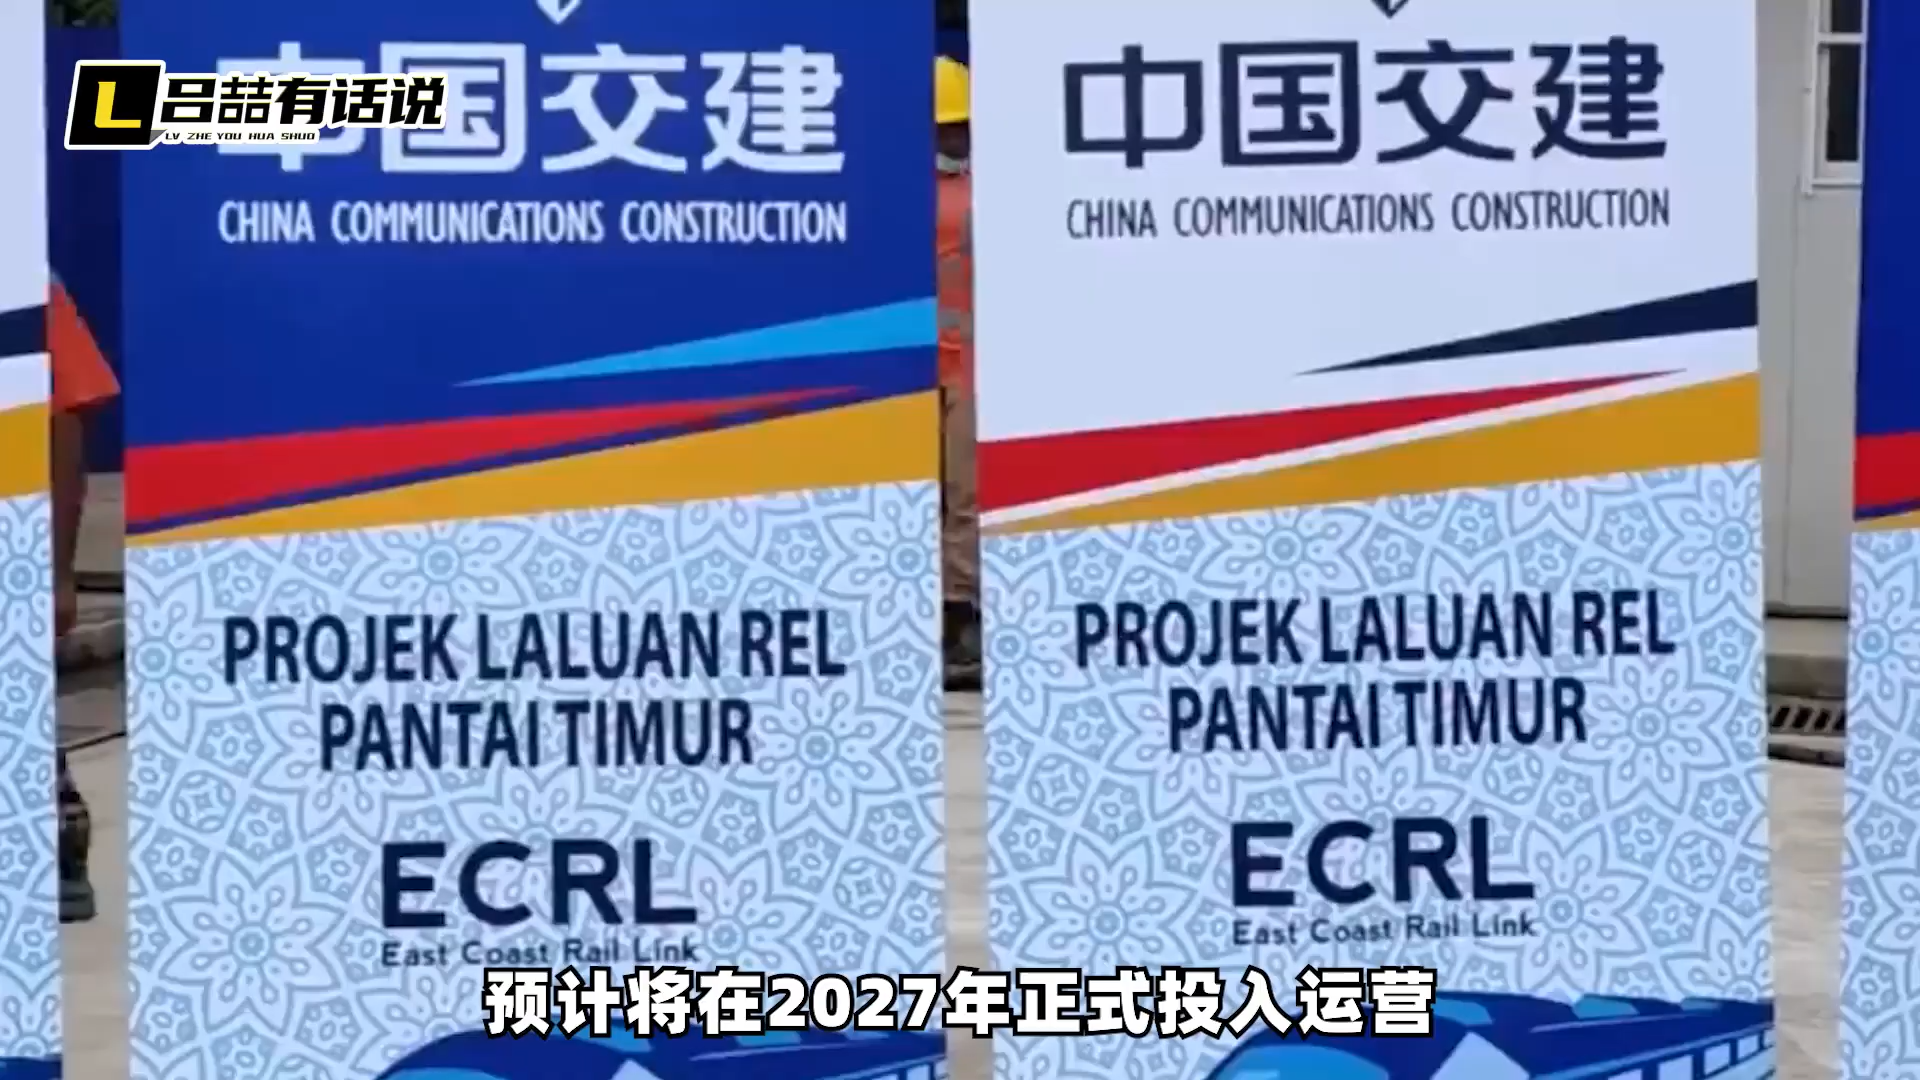 吕喆有话说
LV ZHE YOU HUA SHUO
中国交建
CHINA COMMUNICATIONS CONSTRUCTION
PROJEK LALUAN REL
PANTAI TIMUR
ECRL
East Coast Rail Link
中国交建
CHINA COMMUNICATIONS CONSTRUCTION
PROJEK LALUAN REL
PANTAI TIMUR
ECRL
East Coast Rail Link
预计将在2027年正式投入运营